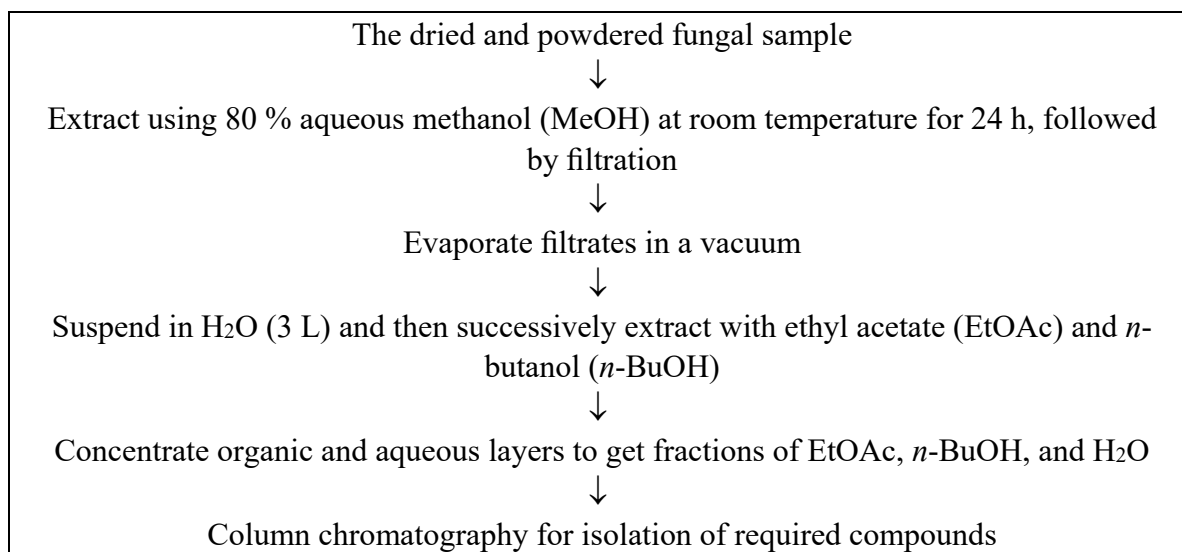 The dried and powdered fungal sample
↓
Extract using 80 % aqueous methanol (MeOH) at room temperature for 24 h, followed
by filtration
↓
Evaporate filtrates in a vacuum
↓
Suspend in H₂O (3 L) and then successively extract with ethyl acetate (EtOAc) and n-
butanol (n-BuOH)
↓
Concentrate organic and aqueous layers to get fractions of EtOAc, n-BuOH, and H₂O
↓
Column chromatography for isolation of required compounds